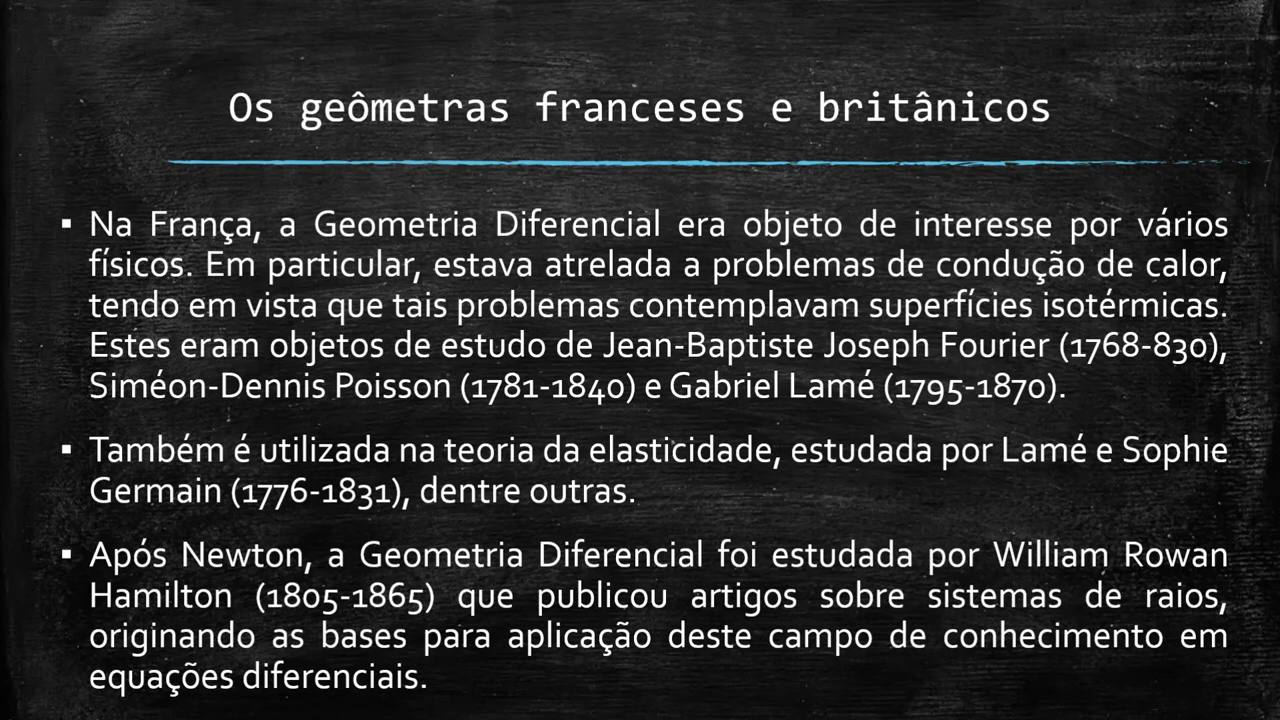 Os geômetras franceses e britânicos
▪ Na França, a Geometria Diferencial era objeto de interesse por vários
físicos. Em particular, estava atrelada a problemas de condução de calor,
tendo em vista que tais problemas contemplavam superfícies isotérmicas.
Estes eram objetos de estudo de Jean-Baptiste Joseph Fourier (1768-830),
Siméon-Dennis Poisson (1781-1840) e Gabriel Lamé (1795-1870).
▪ Também é utilizada na teoria da elasticidade, estudada por Lamé e Sophie
Germain (1776-1831), dentre outras.
▪ Após Newton, a Geometria Diferencial foi estudada por William Rowan
Hamilton (1805-1865) que publicou artigos sobre sistemas de raios,
originando as bases para aplicação deste campo de conhecimento em
equações diferenciais.